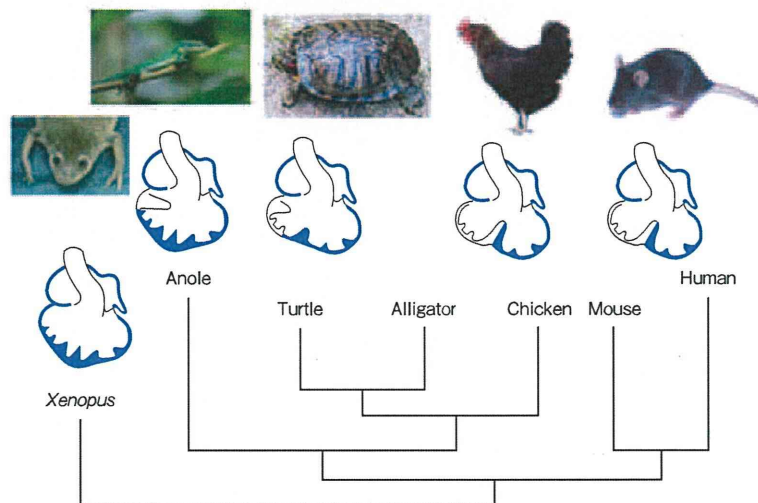 Anole
Human
Turtle
Alligator
Chicken
Mouse
Xenopus